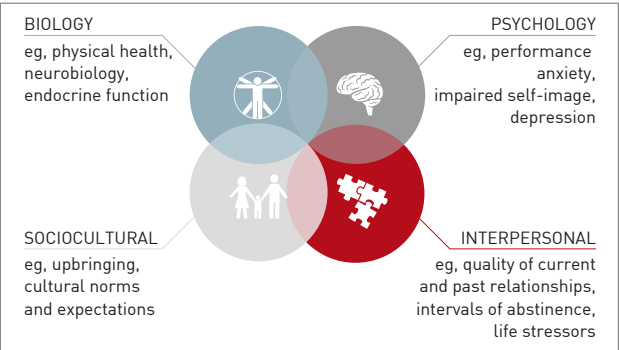 BIOLOGY
eg, physical health,
neurobiology,
endocrine function
PSYCHOLOGY
eg, performance
anxiety,
impaired self-image,
depression
SOCIOCULTURAL
eg, upbringing,
cultural norms
and expectations
INTERPERSONAL
eg, quality of current
and past relationships,
intervals of abstinence,
life stressors